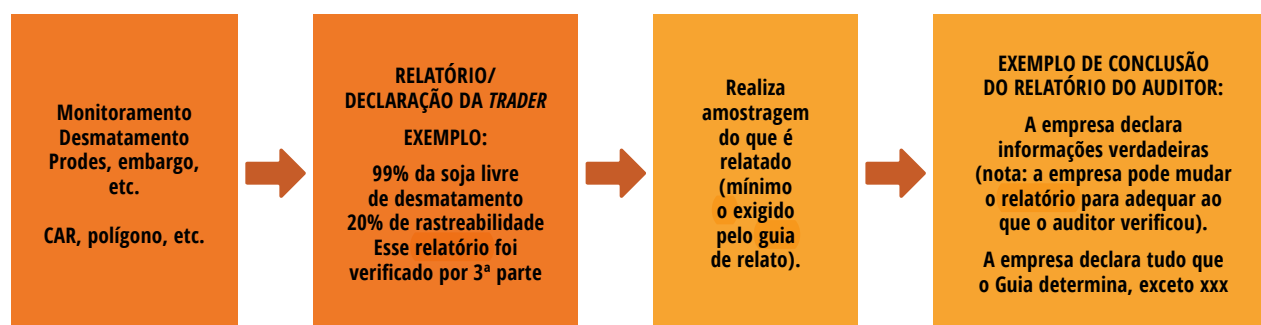 Monitoramento
Desmatamento
Prodes, embargo,
etc.
CAR, polígono, etc.
RELATÓRIO/
DECLARAÇÃO DA TRADER
EXEMPLO:
99% da soja livre
de desmatamento
20% de rastreabilidade
Esse relatório foi
verificado por 3ª parte
Realiza
amostragem
do que é
relatado
(mínimo
o exigido
pelo guia
de relato).
EXEMPLO DE CONCLUSÃO
DO RELATÓRIO DO AUDITOR:
A empresa declara
informações verdadeiras
(nota: a empresa pode mudar
o relatório para adequar ao
que o auditor verificou).
A empresa declara tudo que
o Guia determina, exceto xxx